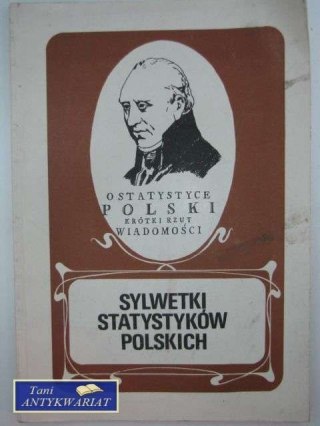 O STATYSTYCE
POLSKI
KRÓTKI RZUT
WIADOMOŚCI
SYLWETKI
STATYSTYKÓW
POLSKICH
Tani
ANTYKWARIAT